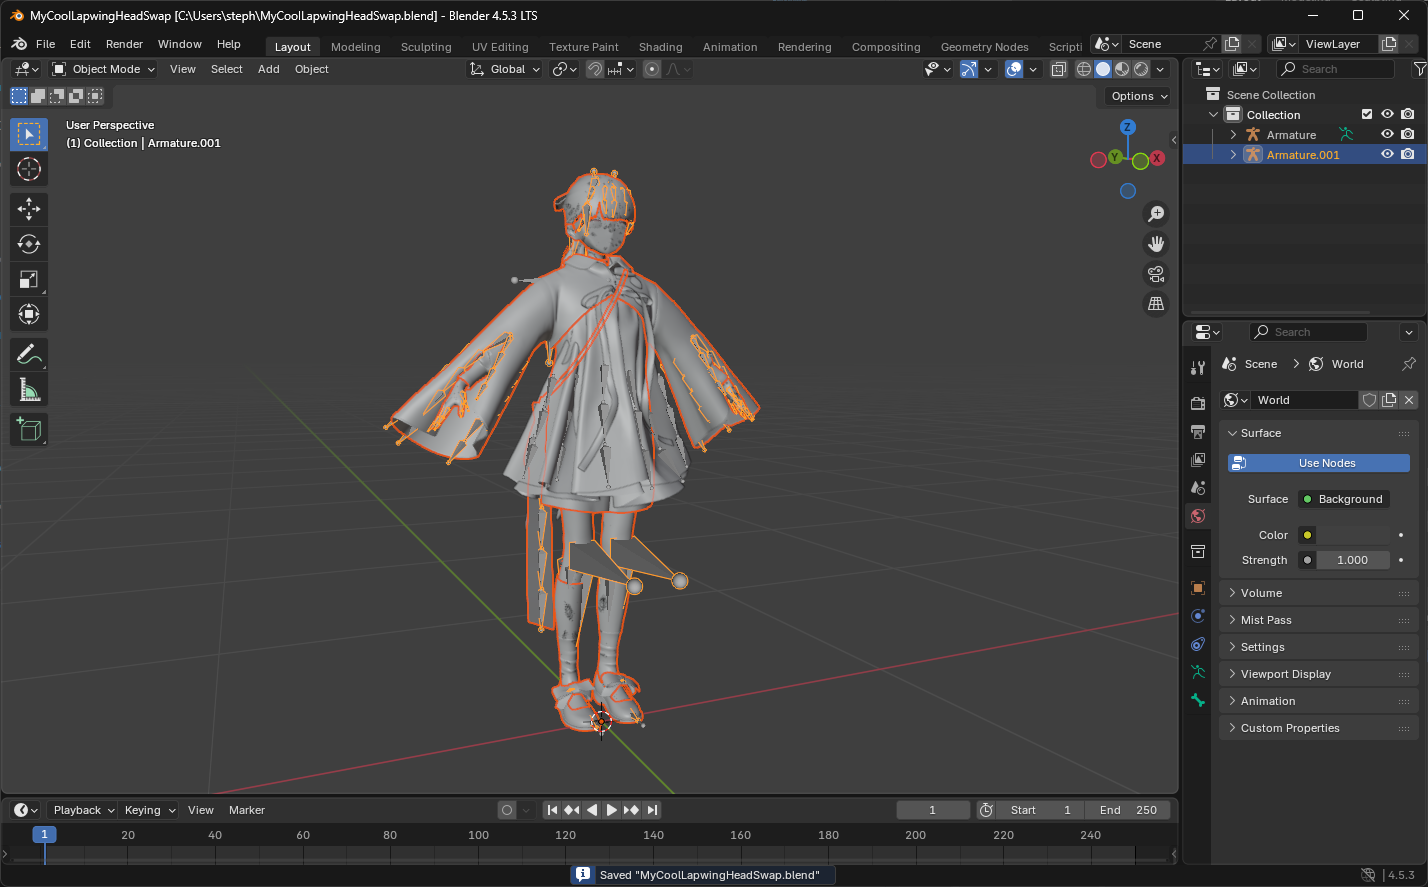 MyCoolLapwingHeadSwap [C:\Users\steph\MyCoolLapwingHeadSwap.blend] - Blender 4.5.3 LTS
File Edit Render Window Help Layout Modeling Sculpting UV Editing Texture Paint Shading Animation Rendering Compositing Geometry Nodes Scripti Scene ViewLayer
Object Mode View Select Add Object Global Search
Options
Scene Collection
Collection
Armature
Armature.001
User Perspective
(1) Collection | Armature.001
Z
Y
X
Search
Scene World
World
Surface
Use Nodes
Surface Background
Color
Strength 1.000
Volume
Mist Pass
Settings
Viewport Display
Animation
Custom Properties
Playback Keying View Marker 1 Start 1 End 250
1 20 40 60 80 100 120 140 160 180 200 220 240
Saved "MyCoolLapwingHeadSwap.blend"
4.5.3